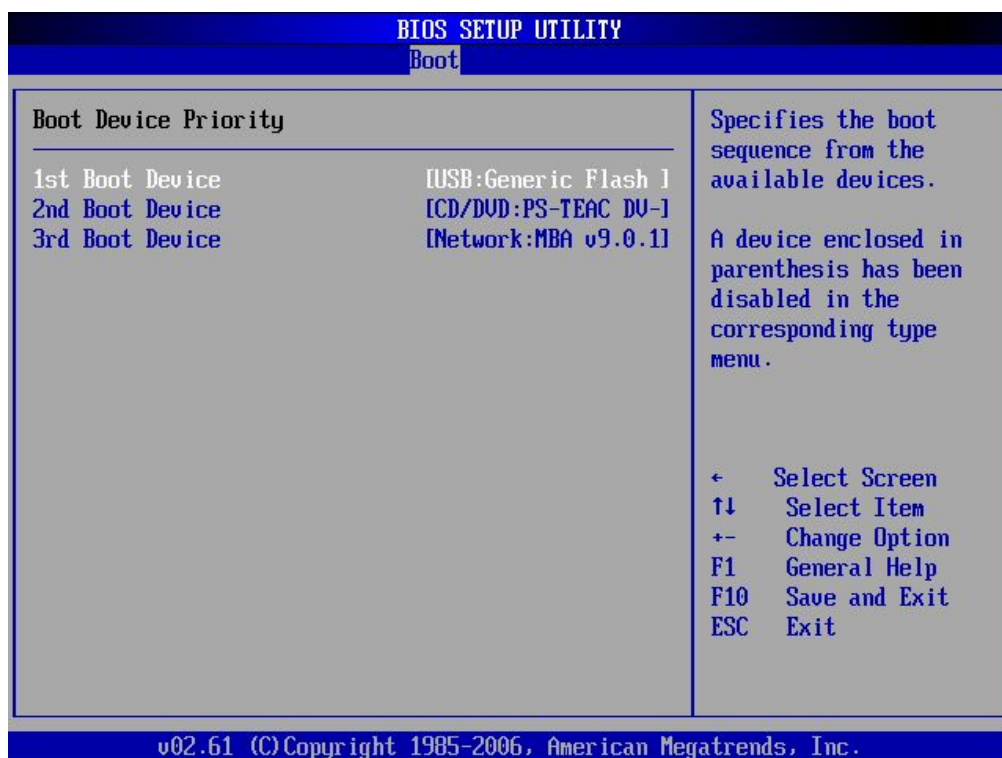 BIOS SETUP UTILITY
Boot
Boot Device Priority
1st Boot Device [USB:Generic Flash ]
2nd Boot Device [CD/DVD:PS-TEAC DV-]
3rd Boot Device [Network:MBA v9.0.1]
Specifies the boot
sequence from the
available devices.
A device enclosed in
parenthesis has been
disabled in the
corresponding type
menu.
← Select Screen
↑↓ Select Item
+- Change Option
F1 General Help
F10 Save and Exit
ESC Exit
v02.61 (C)Copyright 1985-2006, American Megatrends, Inc.